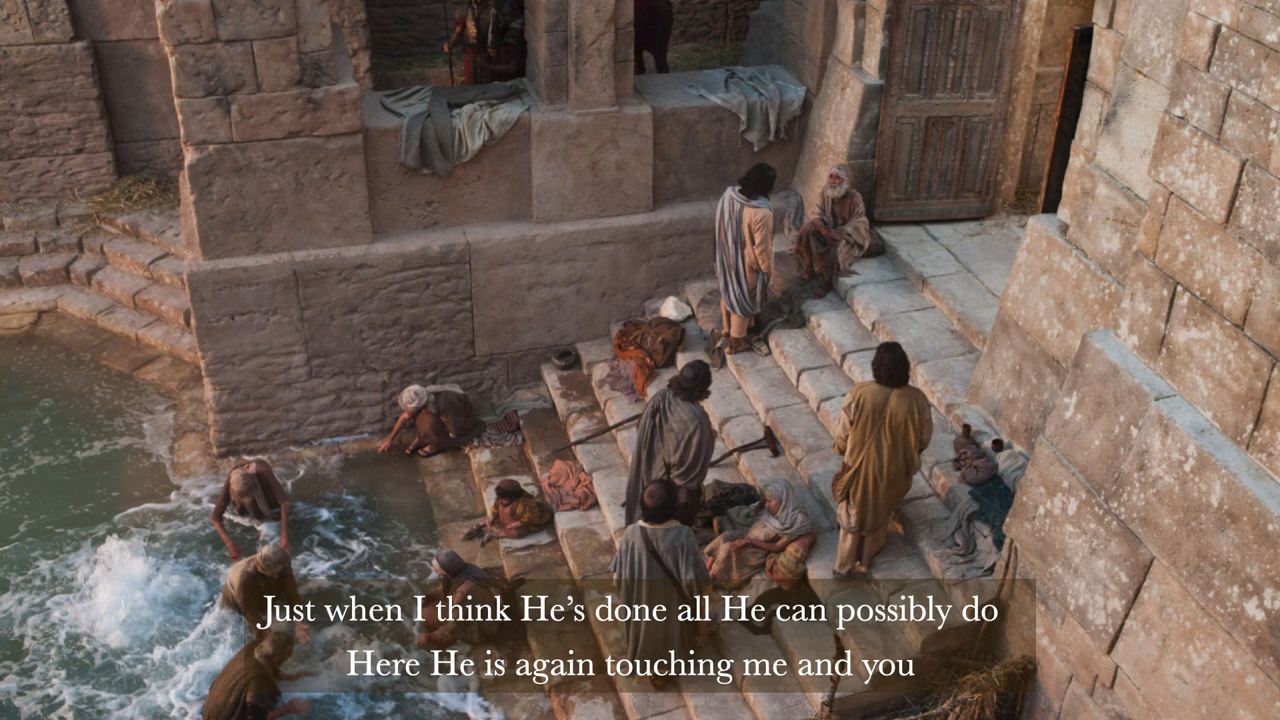 Just when I think He's done all He can possibly do
Here He is again touching me and you